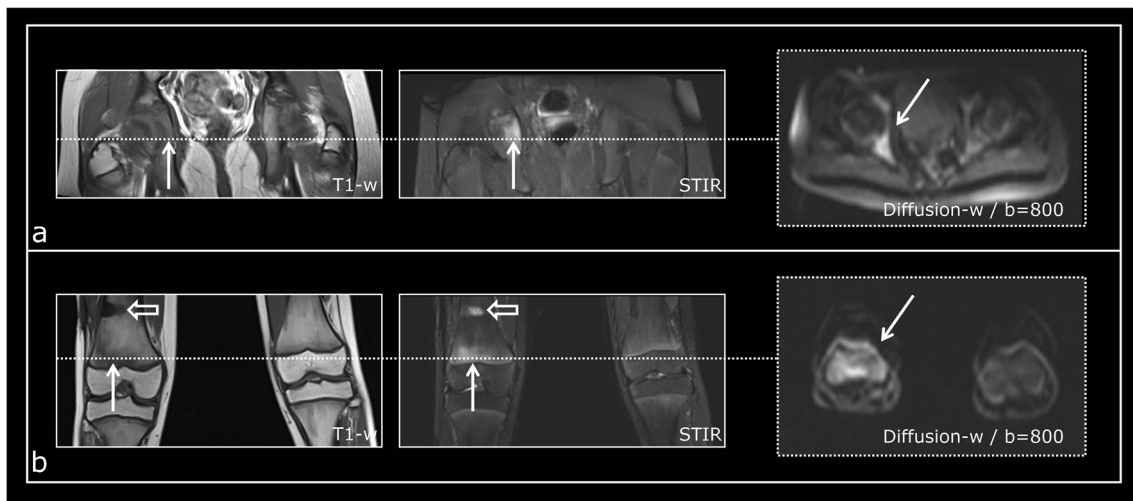 T1-w
STIR
Diffusion-w / b=800
a
T1-w
STIR
Diffusion-w / b=800
b